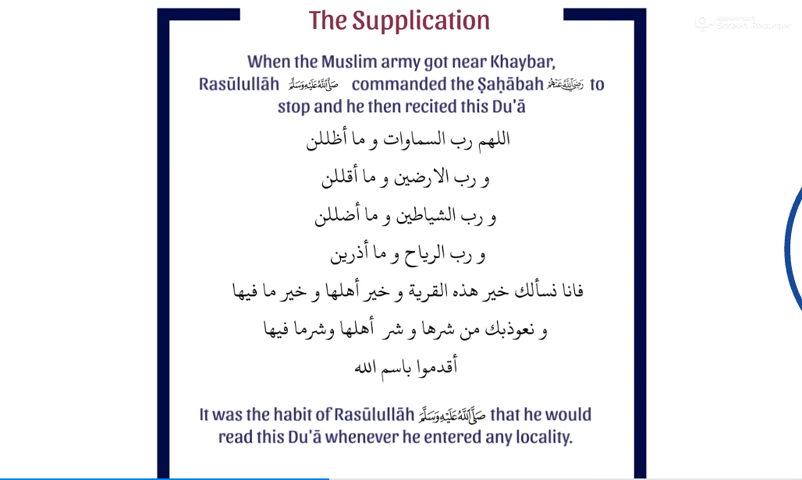 The Supplication
When the Muslim army got near Khaybar,
Rasūlullāh ﷺ commanded the Ṣaḥābah رضي الله عنهم to
stop and he then recited this Du'ā
اللهم رب السماوات و ما أظللن
و رب الارضين و ما أقللن
و رب الشياطين و ما أضللن
و رب الرياح و ما أذرين
فانا نسألك خير هذه القرية و خير أهلها و خير ما فيها
و نعوذبك من شرها و شر أهلها وشرما فيها
أقدموا باسم الله
It was the habit of Rasūlullāh ﷺ that he would
read this Du'ā whenever he entered any locality.